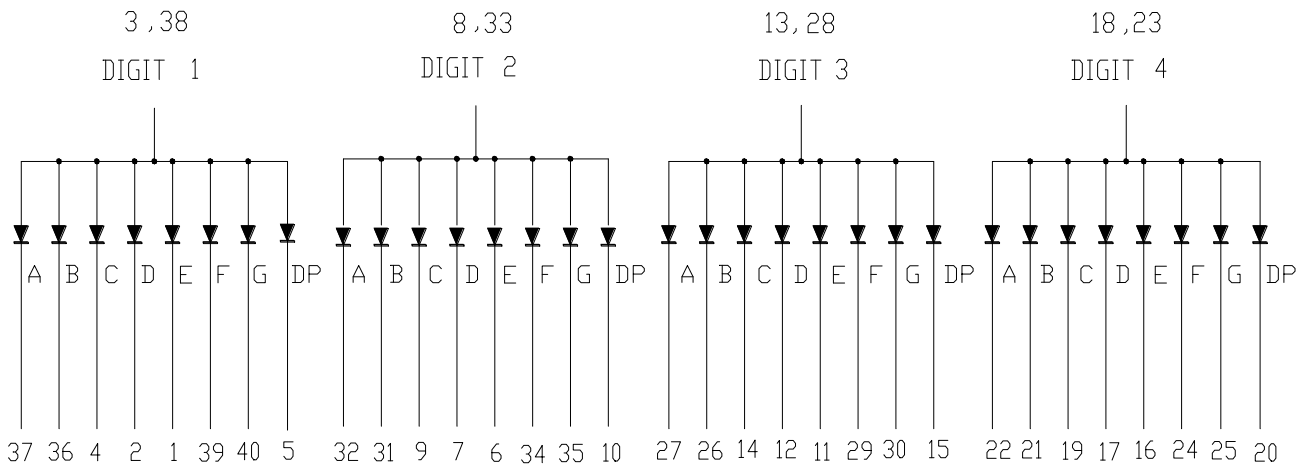 3,38 8,33 13,28 18,23
DIGIT 1 DIGIT 2 DIGIT 3 DIGIT 4
A B C D E F G DP A B C D E F G DP A B C D E F G DP A B C D E F G DP
37 36 4 2 1 39 40 5 32 31 9 7 6 34 35 10 27 26 14 12 11 29 30 15 22 21 19 17 16 24 25 20